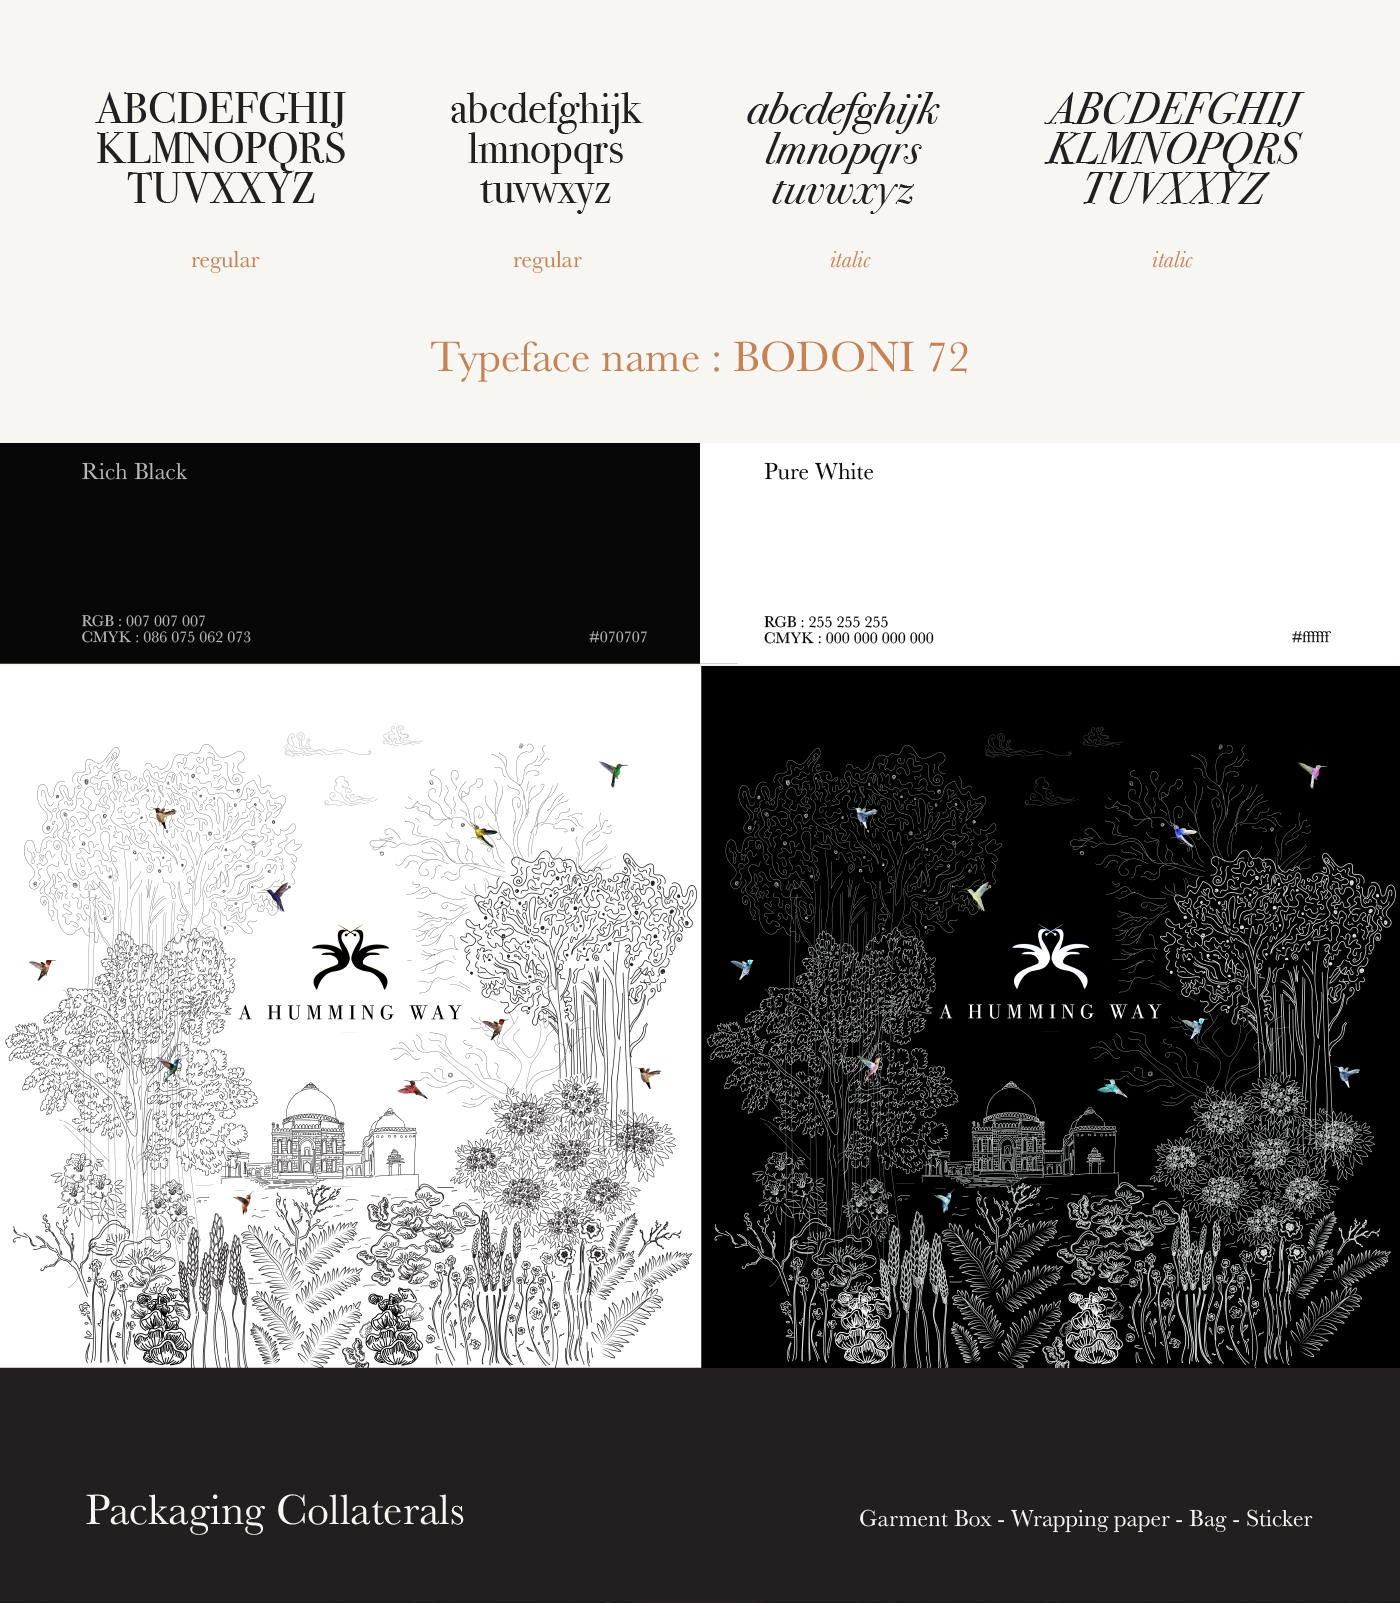 ABCDEFGHIJ
KLMNOPQRS
TUVXXYZ
regular
abcdefghijk
lmnopqrs
tuvwxyz
regular
abcdefghijk
lmnopqrs
tuvwxyz
italic
ABCDEFGHIJ
KLMNOPQRS
TUVXXYZ
italic
Typeface name : BODONI 72
Rich Black
RGB : 007 007 007
CMYK : 086 075 062 073
#070707
Pure White
RGB : 255 255 255
CMYK : 000 000 000 000
#ffffff
A HUMMING WAY
A HUMMING WAY
Packaging Collaterals
Garment Box - Wrapping paper - Bag - Sticker